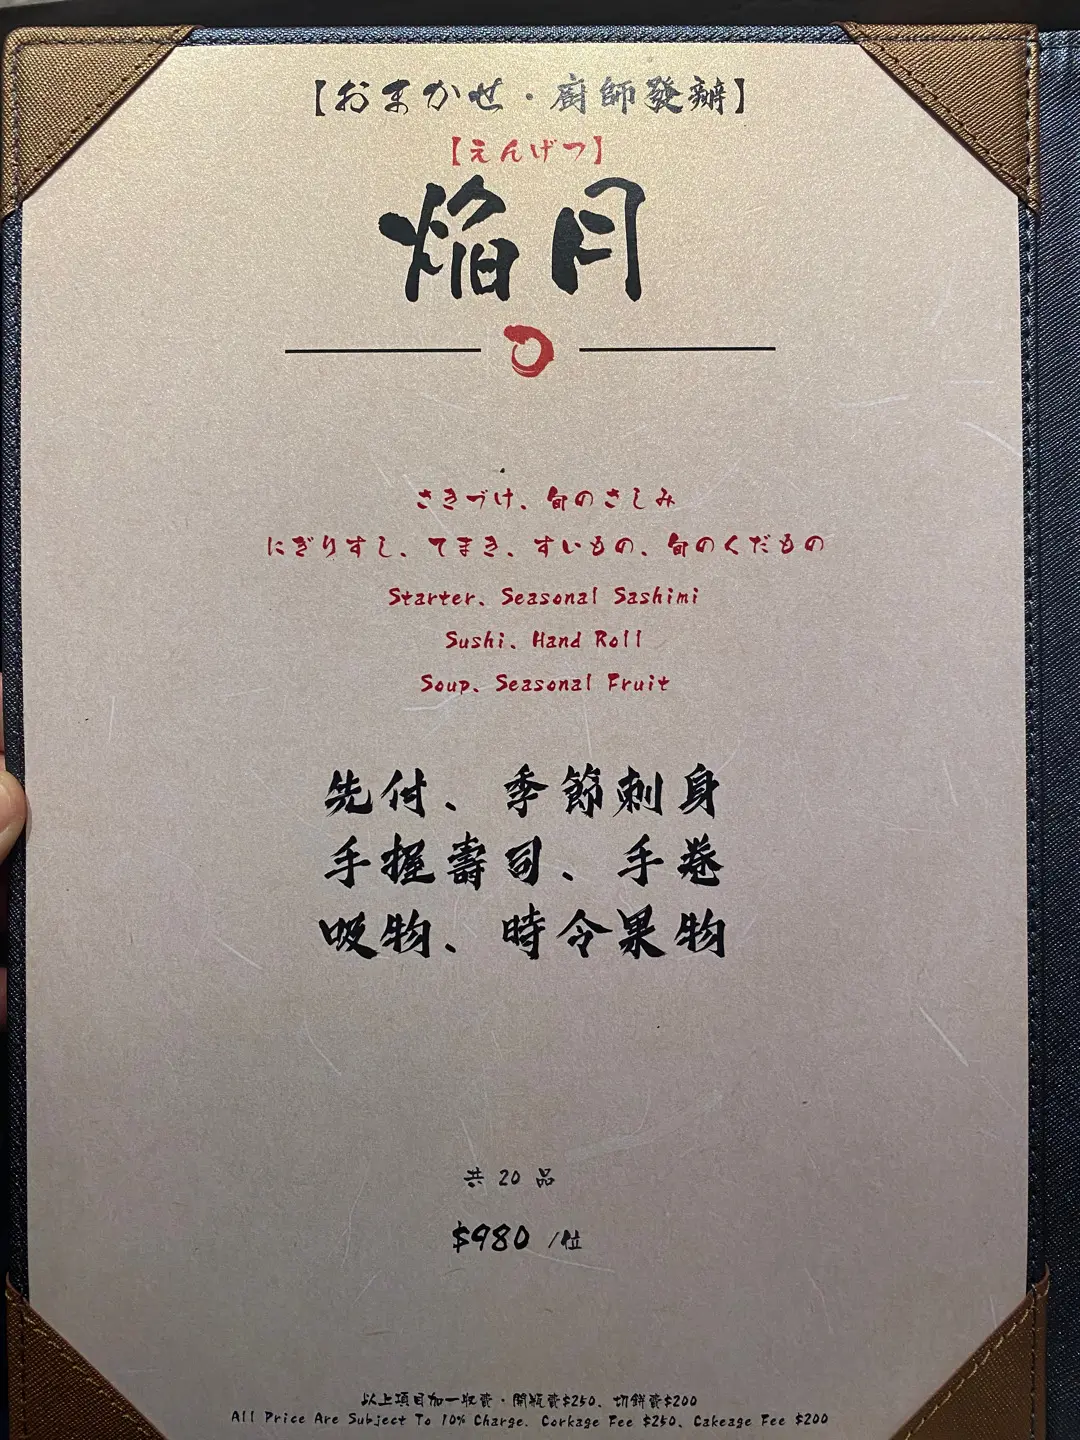 【おまかせ・廚師發辦】
【えんげつ】
焔月
さきづけ、旬のさしみ
にぎりすし、てまき、すいもの、旬のくだもの
Starter、Seasonal Sashimi
Sushi、Hand Roll
Soup、Seasonal Fruit
先付、季節刺身
手握壽司、手卷
吸物、時令果物
共 20 品
$980 /位
以上項目加一收費・開瓶費$250、切餅費$200
All Price Are Subject To 10% Charge. Corkage Fee $250、Cakeage Fee $200